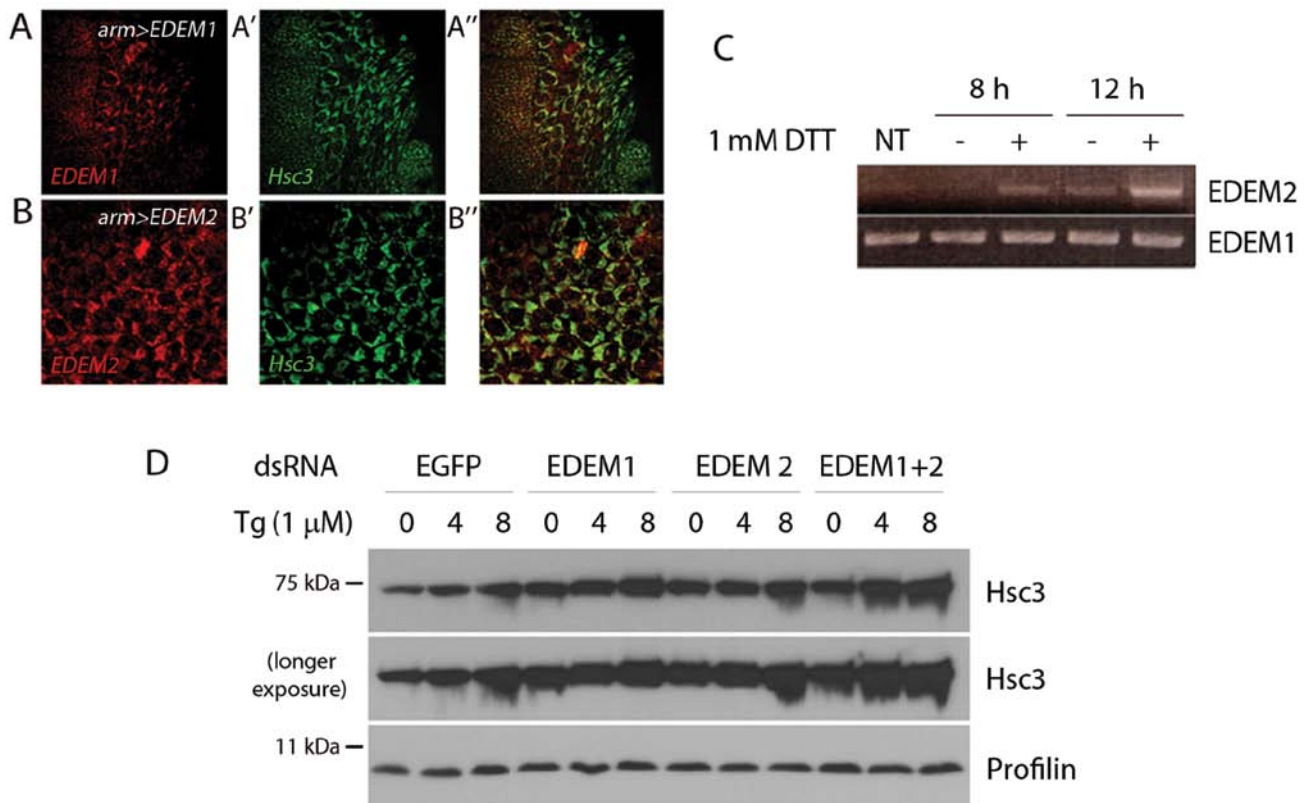 A
arm>EDEM1
EDEM1
A'
Hsc3
A''
B
arm>EDEM2
EDEM2
B'
Hsc3
B''
C
8 h 12 h
1 mM DTT NT - + - +
EDEM2
EDEM1
D
dsRNA EGFP EDEM1 EDEM 2 EDEM1+2
Tg (1 μM) 0 4 8 0 4 8 0 4 8 0 4 8
75 kDa
Hsc3
(longer
exposure)
Hsc3
11 kDa
Profilin